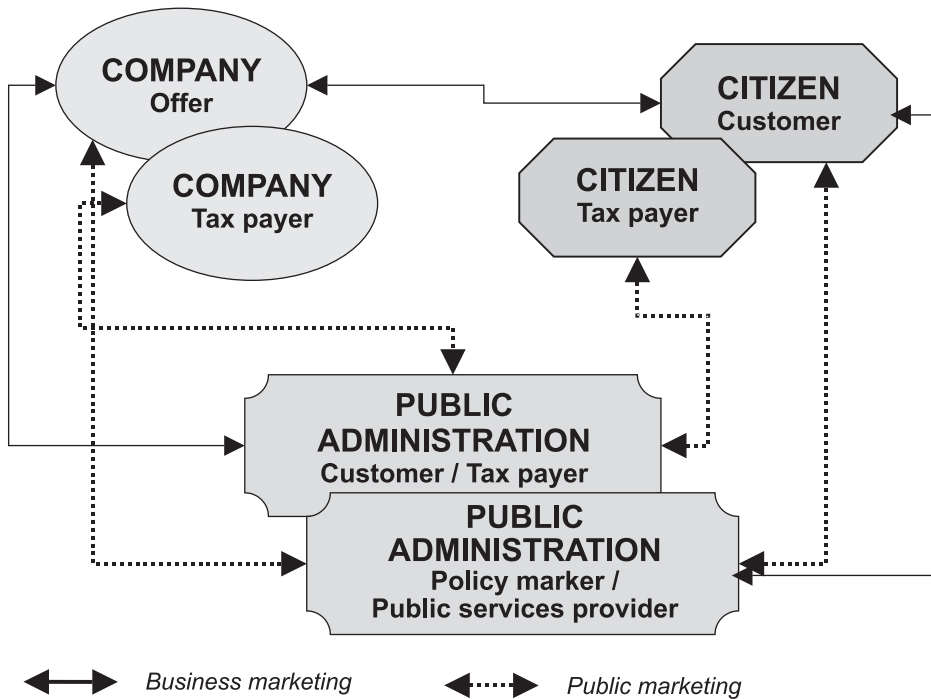 COMPANY
Offer
CITIZEN
Customer
COMPANY
Tax payer
CITIZEN
Tax payer
PUBLIC
ADMINISTRATION
Customer / Tax payer
PUBLIC
ADMINISTRATION
Policy marker /
Public services provider
Business marketing
Public marketing